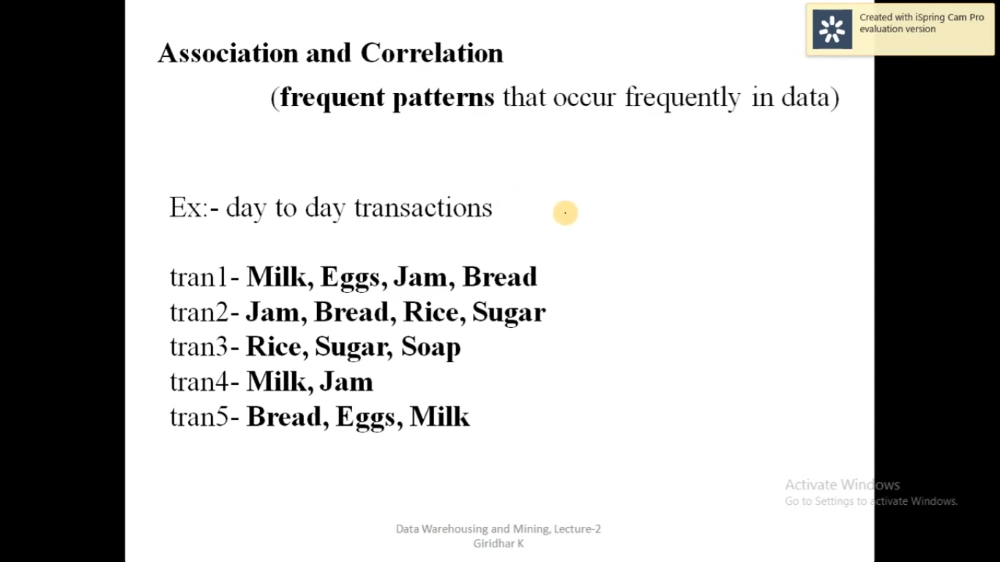 Created with iSpring Cam Pro
evaluation version
Association and Correlation
(frequent patterns that occur frequently in data)
Ex:- day to day transactions
tran1- Milk, Eggs, Jam, Bread
tran2- Jam, Bread, Rice, Sugar
tran3- Rice, Sugar, Soap
tran4- Milk, Jam
tran5- Bread, Eggs, Milk
Activate Windows
Go to Settings to activate Windows.
Data Warehousing and Mining, Lecture-2
Giridhar K